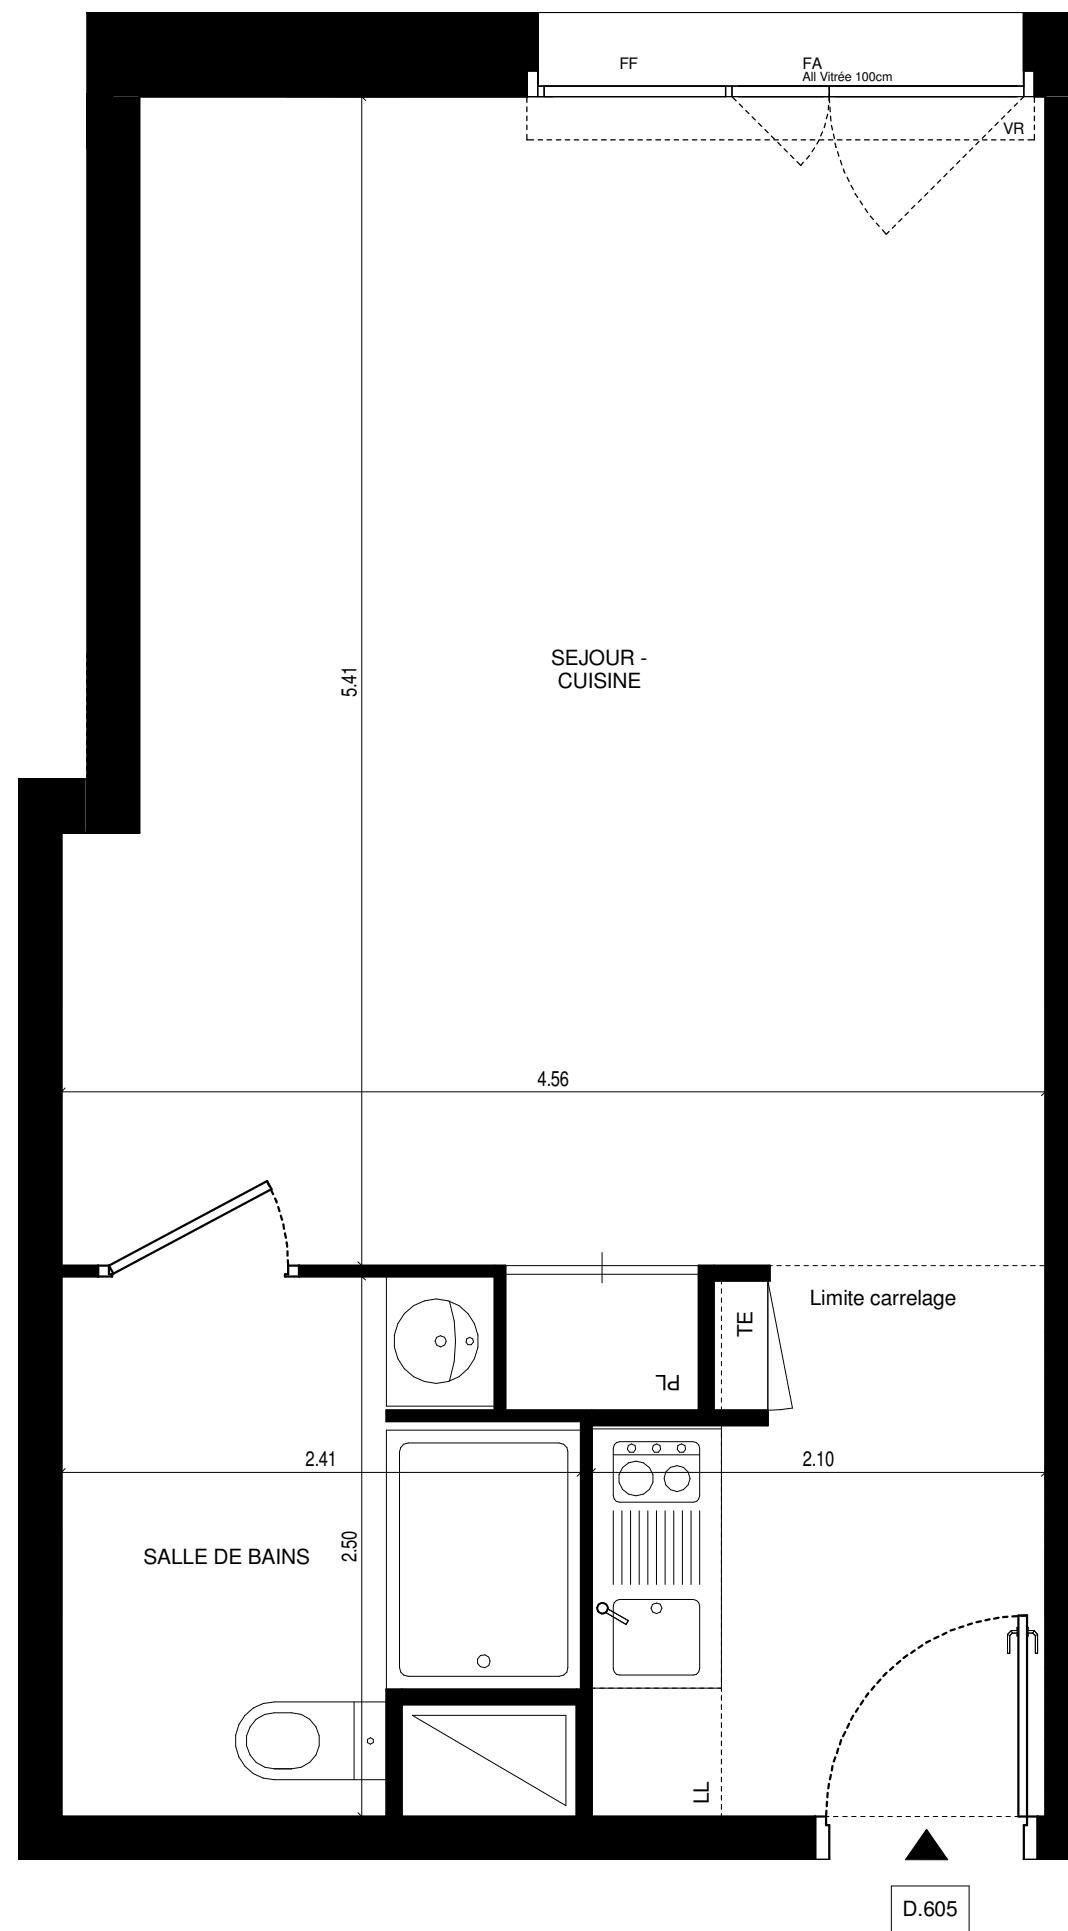 FF
FA
All Vitrée 100cm
VR
5.41
SEJOUR -
CUISINE
4.56
Limite carrelage
TE
PL
2.41
2.10
2.50
SALLE DE BAINS
LL
D.605